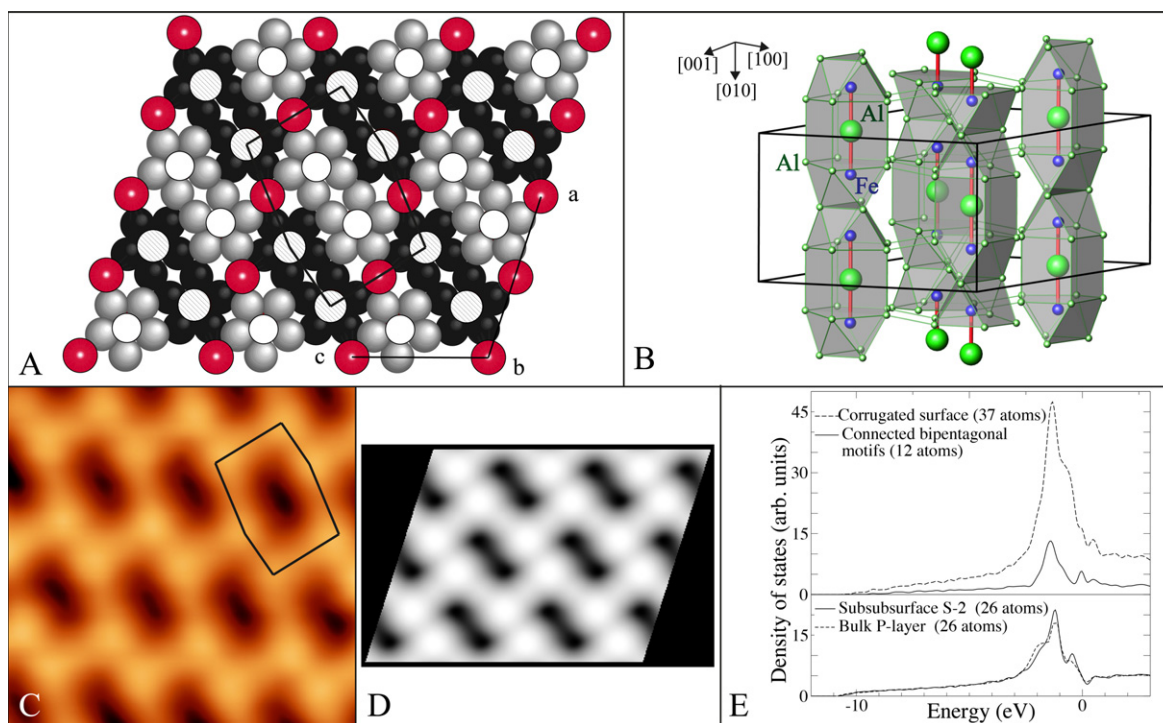 A
a
c
b
B
[001]
[100]
[010]
Al
Al
Fe
C
D
E
Density of states (arb. units)
45
30
15
0
Corrugated surface (37 atoms)
Connected bipentagonal
motifs (12 atoms)
15
0
Subsubsurface S-2 (26 atoms)
Bulk P-layer (26 atoms)
-10
0
Energy (eV)